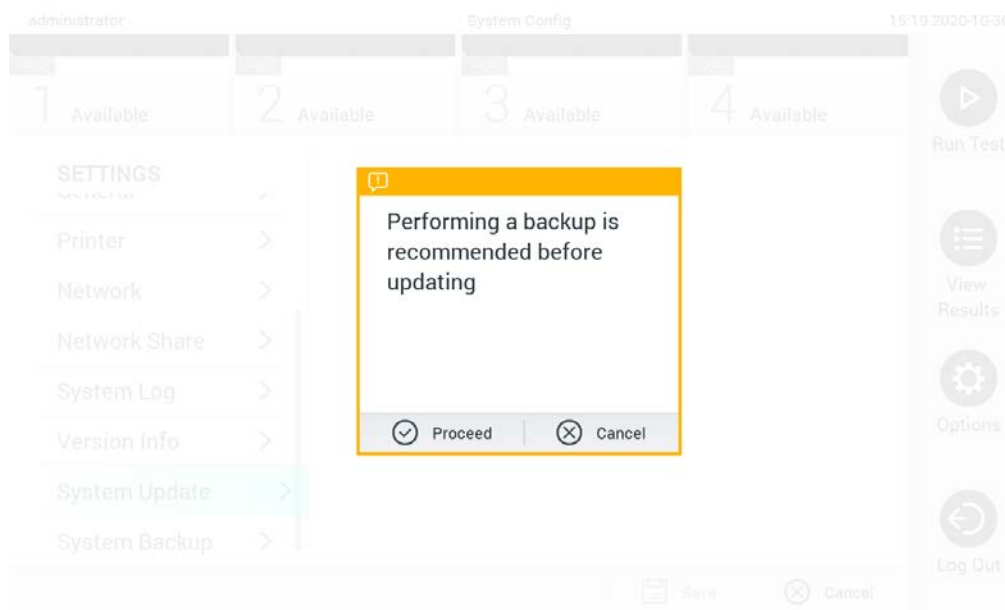 administrator
System Config
15:19 2020-10-30
1 Available
2 Available
3 Available
4 Available
Run Test
SETTINGS
General
Printer
Network
Network Share
System Log
Version Info
System Update
System Backup
Performing a backup is
recommended before
updating
Proceed
Cancel
View
Results
Options
Log Out
Save
Cancel